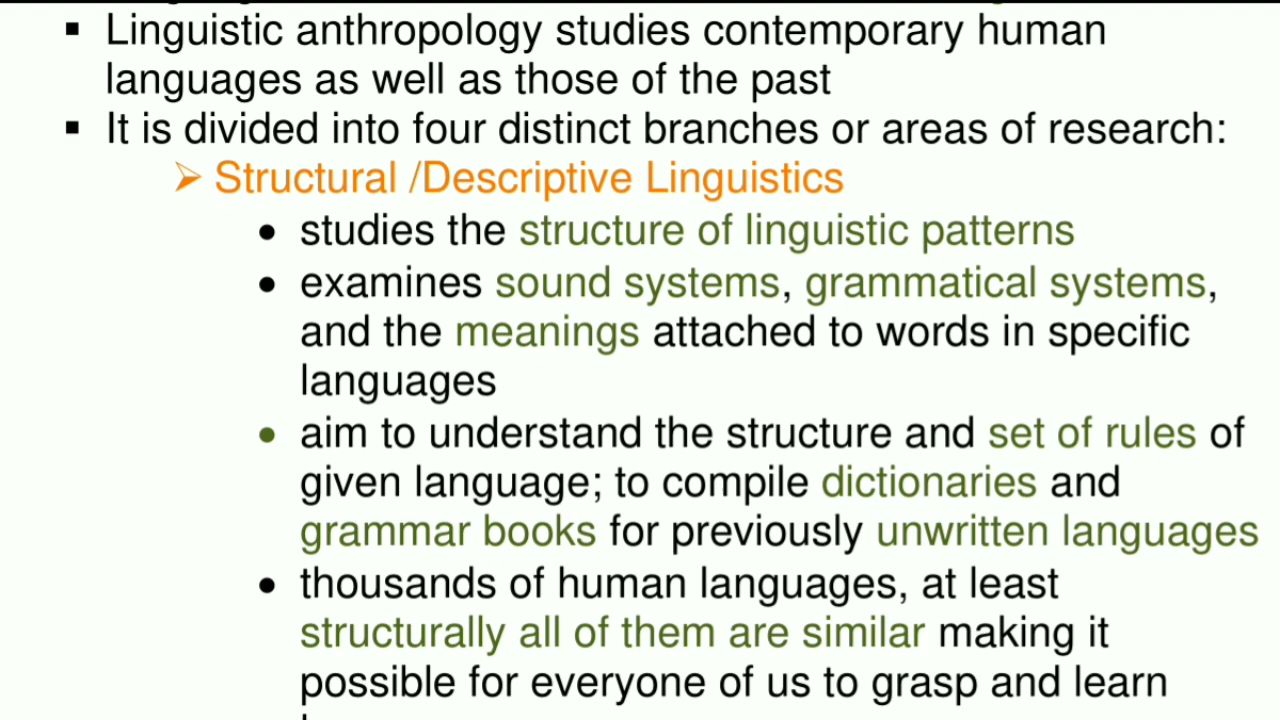 ▪ Linguistic anthropology studies contemporary human
languages as well as those of the past
▪ It is divided into four distinct branches or areas of research:
➢ Structural /Descriptive Linguistics
• studies the structure of linguistic patterns
• examines sound systems, grammatical systems,
and the meanings attached to words in specific
languages
• aim to understand the structure and set of rules of
given language; to compile dictionaries and
grammar books for previously unwritten languages
• thousands of human languages, at least
structurally all of them are similar making it
possible for everyone of us to grasp and learn